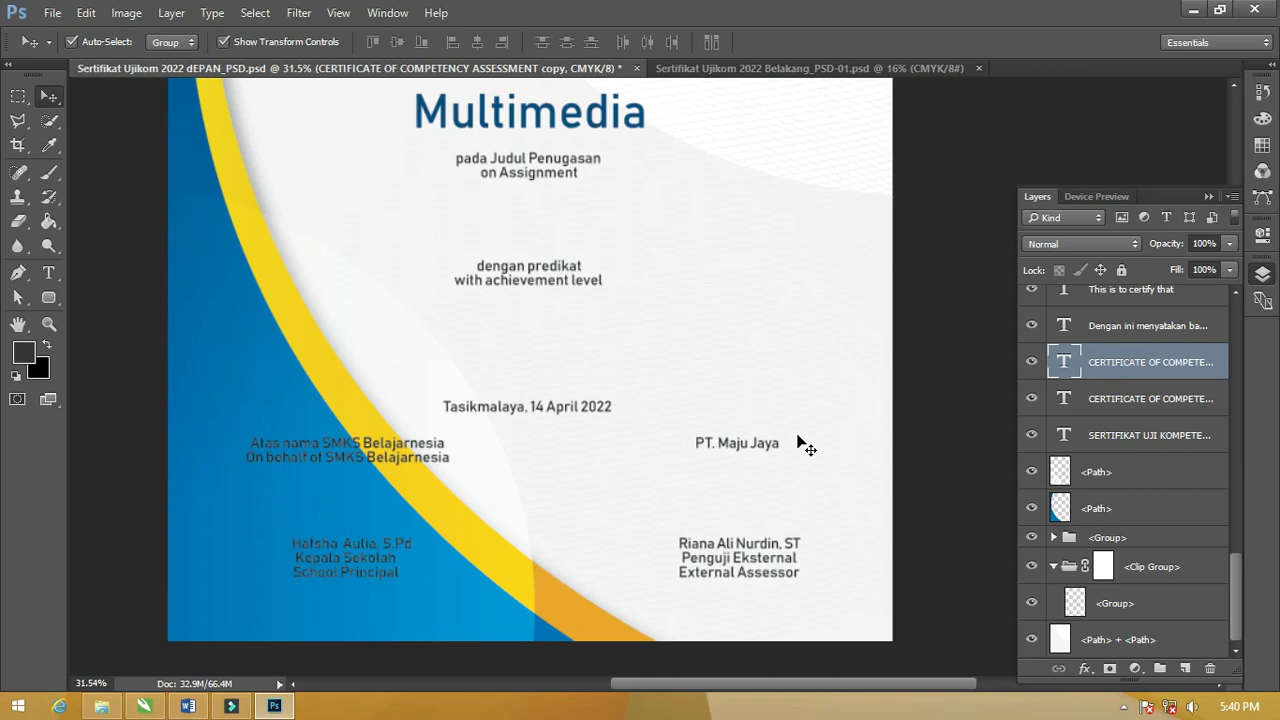 Ps File Edit Image Layer Type Select Filter View Window Help
Auto-Select: Group Show Transform Controls Essentials
Sertifikat Ujikom 2022 dEPAN_PSD.psd @ 31.5% (CERTIFICATE OF COMPETENCY ASSESSMENT copy, CMYK/8) * × Sertifikat Ujikom 2022 Belakang_PSD-01.psd @ 16% (CMYK/8#) ×
Multimedia
pada Judul Penugasan
on Assignment
dengan predikat
with achievement level
Tasikmalaya, 14 April 2022
Atas nama SMKS Belajarnesia
On behalf of SMKS Belajarnesia
PT. Maju Jaya
Hafsha Aulia, S.Pd
Kepala Sekolah
School Principal
Riana Ali Nurdin, ST
Penguji Eksternal
External Assessor
Layers Device Preview
Kind
Normal Opacity: 100%
Lock: Fill: 100%
This is to certify that
Dengan ini menyatakan ba...
CERTIFICATE OF COMPETE...
CERTIFICATE OF COMPETE...
SERTIFIKAT UJI KOMPETE...
<Path>
<Path>
<Group>
<Clip Group>
<Group>
<Path> + <Path>
31.54% Doc: 32.9M/66.4M
5:40 PM